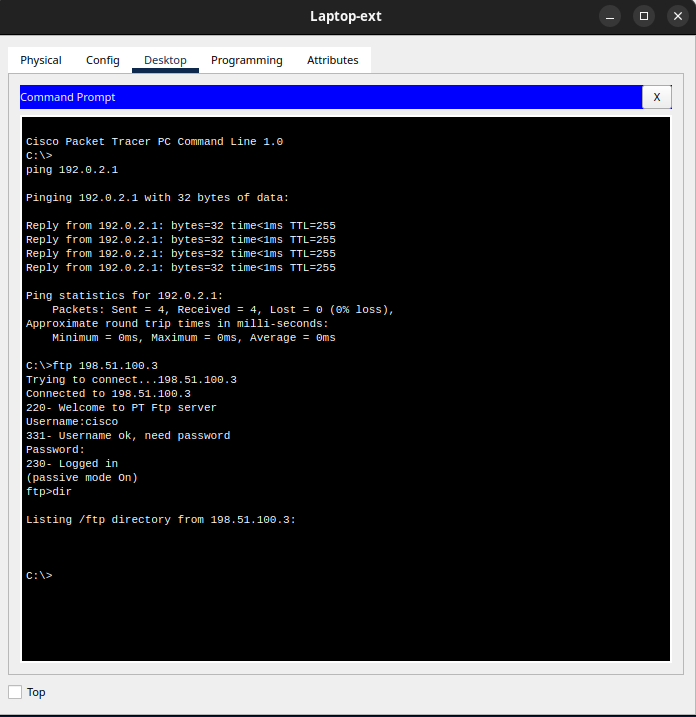 Laptop-ext
Physical Config Desktop Programming Attributes
Command Prompt X
Cisco Packet Tracer PC Command Line 1.0
C:\>
ping 192.0.2.1
Pinging 192.0.2.1 with 32 bytes of data:
Reply from 192.0.2.1: bytes=32 time<1ms TTL=255
Reply from 192.0.2.1: bytes=32 time<1ms TTL=255
Reply from 192.0.2.1: bytes=32 time<1ms TTL=255
Reply from 192.0.2.1: bytes=32 time<1ms TTL=255
Ping statistics for 192.0.2.1:
    Packets: Sent = 4, Received = 4, Lost = 0 (0% loss),
Approximate round trip times in milli-seconds:
    Minimum = 0ms, Maximum = 0ms, Average = 0ms
C:\>ftp 198.51.100.3
Trying to connect...198.51.100.3
Connected to 198.51.100.3
220- Welcome to PT Ftp server
Username:cisco
331- Username ok, need password
Password:
230- Logged in
(passive mode On)
ftp>dir
Listing /ftp directory from 198.51.100.3:
C:\>
Top